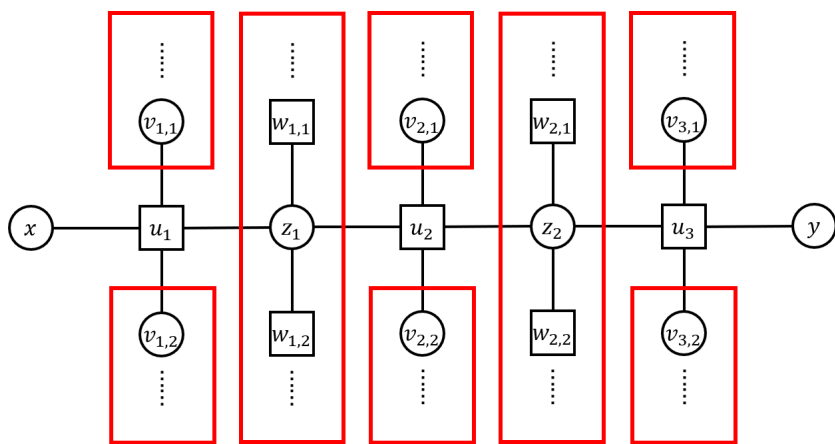 v₁,₁ w₁,₁ v₂,₁ w₂,₁ v₃,₁
x u₁ z₁ u₂ z₂ u₃ y
v₁,₂ w₁,₂ v₂,₂ w₂,₂ v₃,₂